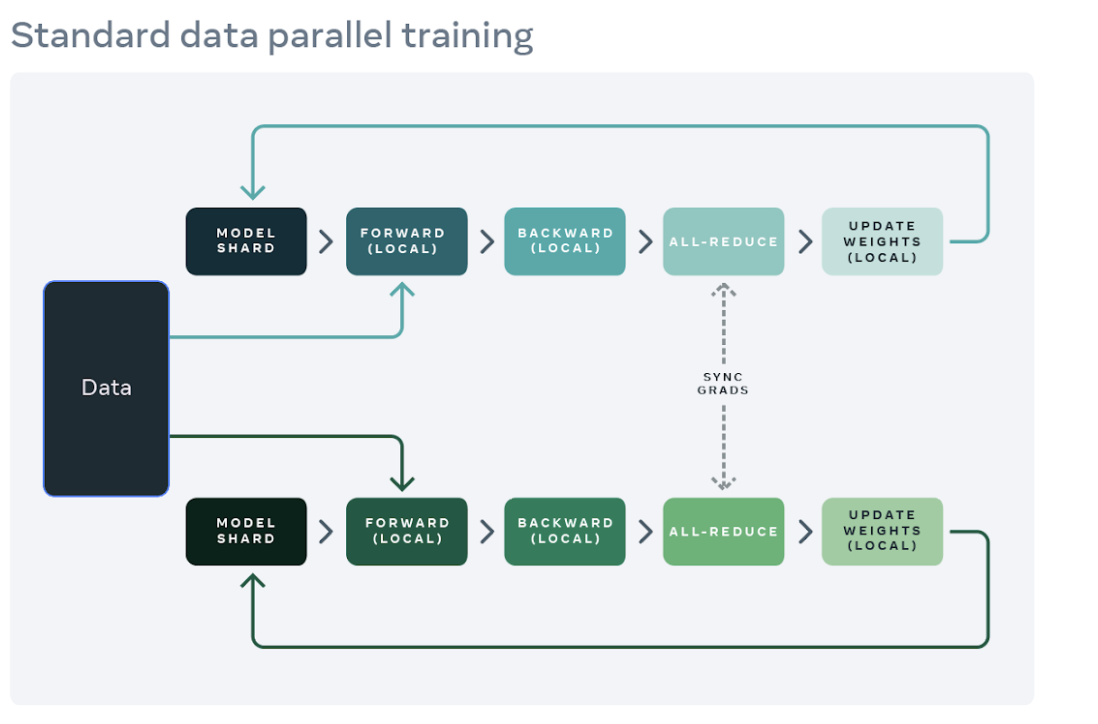 Standard data parallel training
MODEL
SHARD
FORWARD
(LOCAL)
BACKWARD
(LOCAL)
ALL-REDUCE
UPDATE
WEIGHTS
(LOCAL)
Data
SYNC
GRADS
MODEL
SHARD
FORWARD
(LOCAL)
BACKWARD
(LOCAL)
ALL-REDUCE
UPDATE
WEIGHTS
(LOCAL)